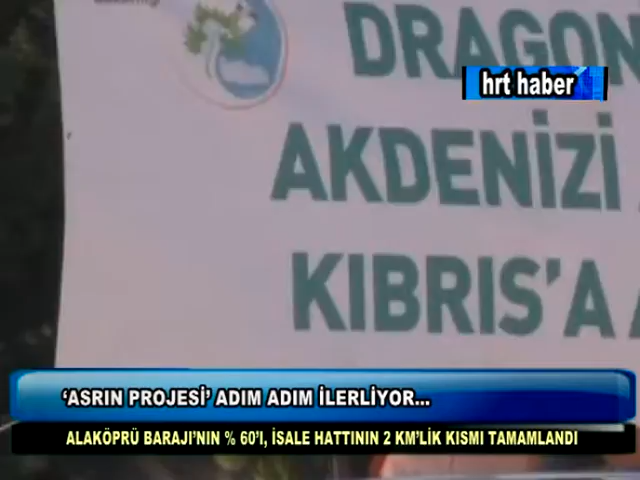 DRAGON
hrt haber
AKDENİZİ
KIBRIS'A
'ASRIN PROJESİ' ADIM ADIM İLERLİYOR...
ALAKÖPRÜ BARAJI'NIN % 60'I, İSALE HATTININ 2 KM'LİK KISMI TAMAMLANDI